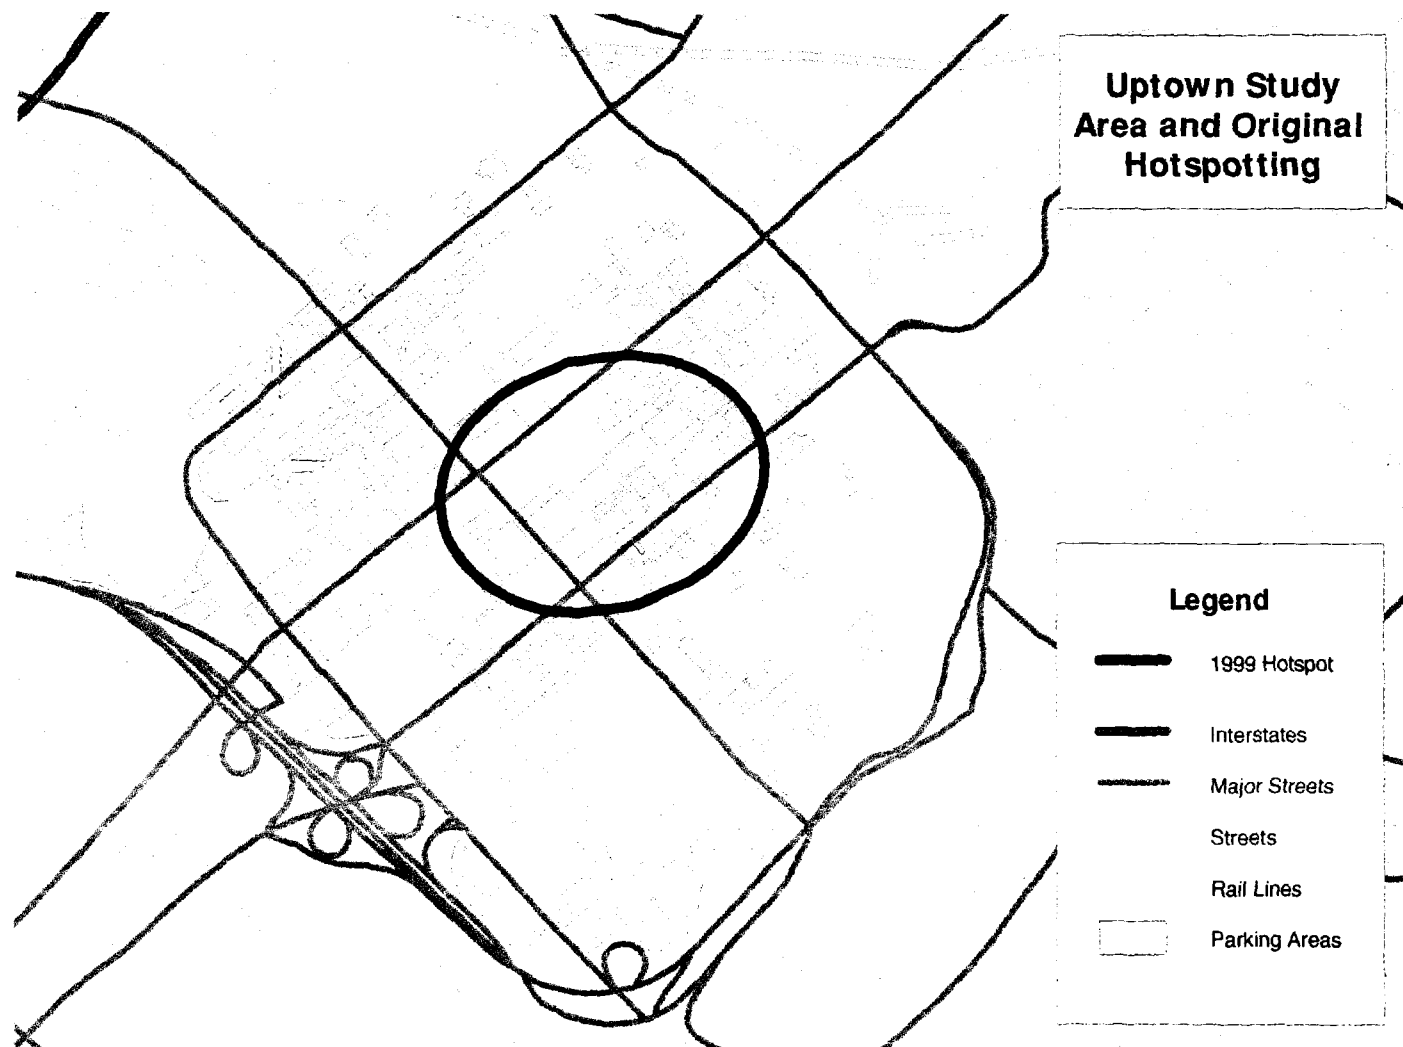 Uptown Study
Area and Original
Hotspotting
Legend
1999 Hotspot
Interstates
Major Streets
Streets
Rail Lines
Parking Areas